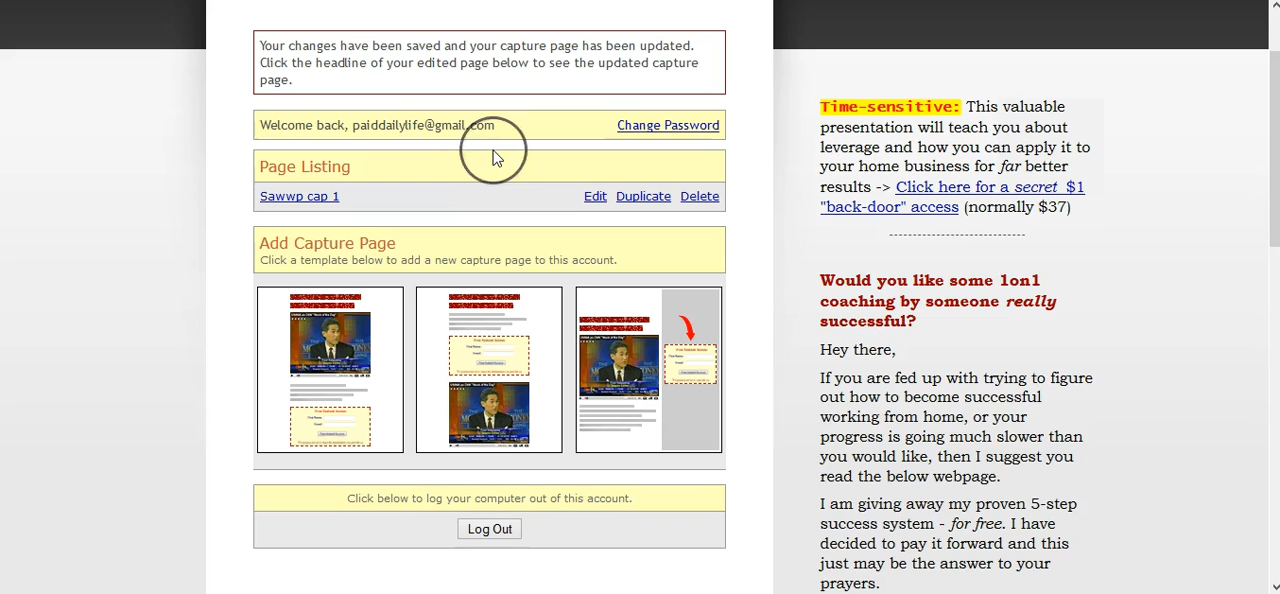 Your changes have been saved and your capture page has been updated.
Click the headline of your edited page below to see the updated capture
page.
Welcome back, paiddailylife@gmail.com
Change Password
Page Listing
Sawwp cap 1
Edit Duplicate Delete
Add Capture Page
Click a template below to add a new capture page to this account.
Click below to log your computer out of this account.
Log Out
Time-sensitive: This valuable
presentation will teach you about
leverage and how you can apply it to
your home business for far better
results -> Click here for a secret $1
"back-door" access (normally $37)
-----------------------
Would you like some 1on1
coaching by someone really
successful?
Hey there,
If you are fed up with trying to figure
out how to become successful
working from home, or your
progress is going much slower than
you would like, then I suggest you
read the below webpage.
I am giving away my proven 5-step
success system - for free. I have
decided to pay it forward and this
just may be the answer to your
prayers.